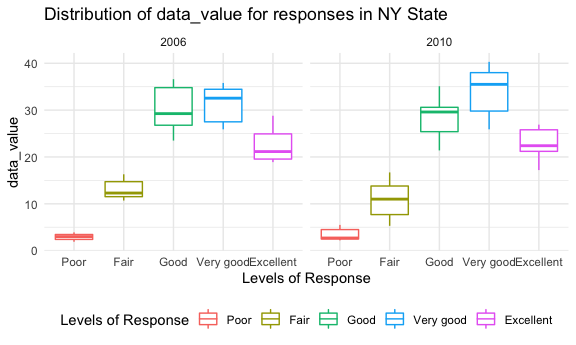 Distribution of data_value for responses in NY State
2006 2010
data_value
40
30
20
10
0
Poor Fair Good Very good Excellent Poor Fair Good Very good Excellent
Levels of Response
Levels of Response Poor Fair Good Very good Excellent